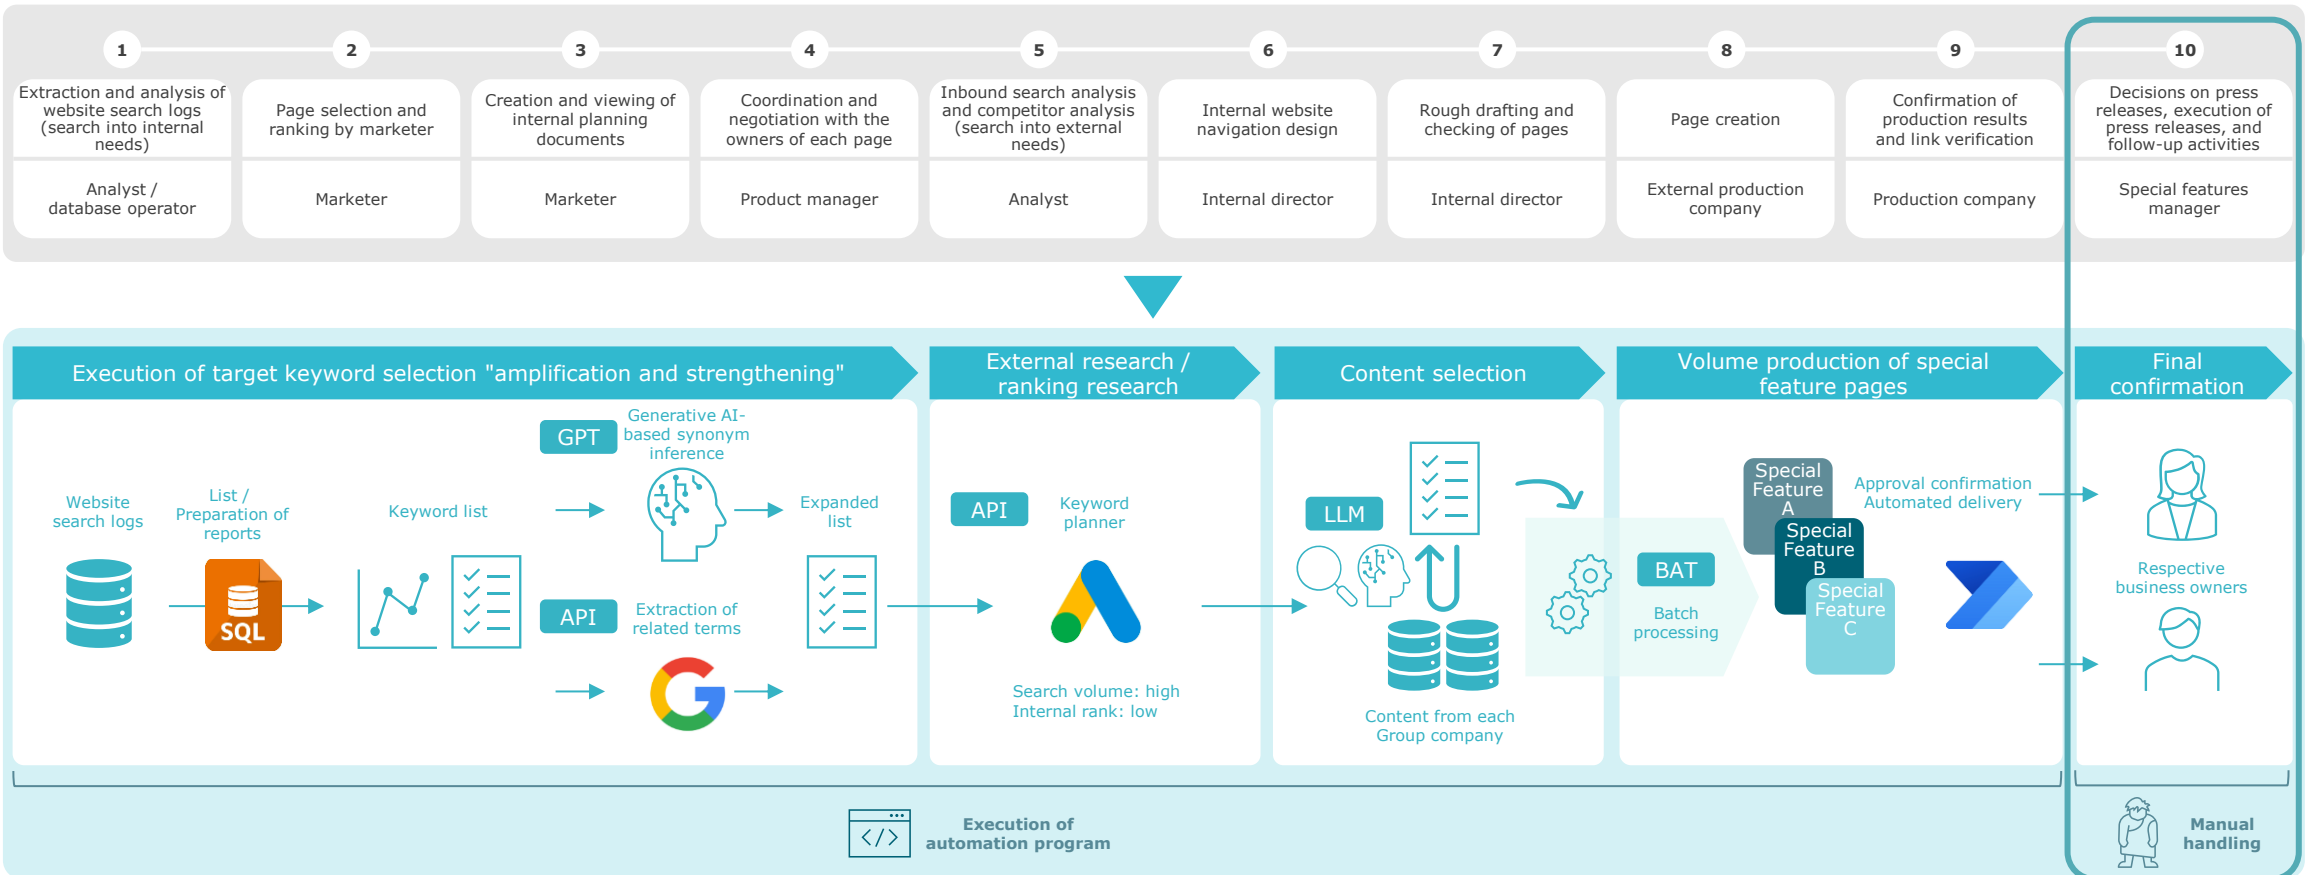 1
2
3
4
5
6
7
8
9
10
Extraction and analysis of
website search logs
(search into internal
needs)
Analyst /
database operator
Page selection and
ranking by marketer
Marketer
Creation and viewing of
internal planning
documents
Marketer
Coordination and
negotiation with the
owners of each page
Product manager
Inbound search analysis
and competitor analysis
(search into external
needs)
Analyst
Internal website
navigation design
Internal director
Rough drafting and
checking of pages
Internal director
Page creation
External production
company
Confirmation of
production results
and link verification
Production company
Decisions on press
releases, execution of
press releases, and
follow-up activities
Special features
manager
Execution of target keyword selection "amplification and strengthening"
Website
search logs
List /
Preparation of
reports
SQL
Keyword list
GPT
Generative AI-
based synonym
inference
API
Extraction of
related terms
Expanded
list
External research /
ranking research
API
Keyword
planner
Search volume: high
Internal rank: low
Content selection
LLM
Content from each
Group company
Volume production of special
feature pages
BAT
Batch
processing
Special
Feature
A
Special
Feature
B
Special
Feature
C
Approval confirmation
Automated delivery
Final
confirmation
Respective
business owners
Execution of
automation program
Manual
handling